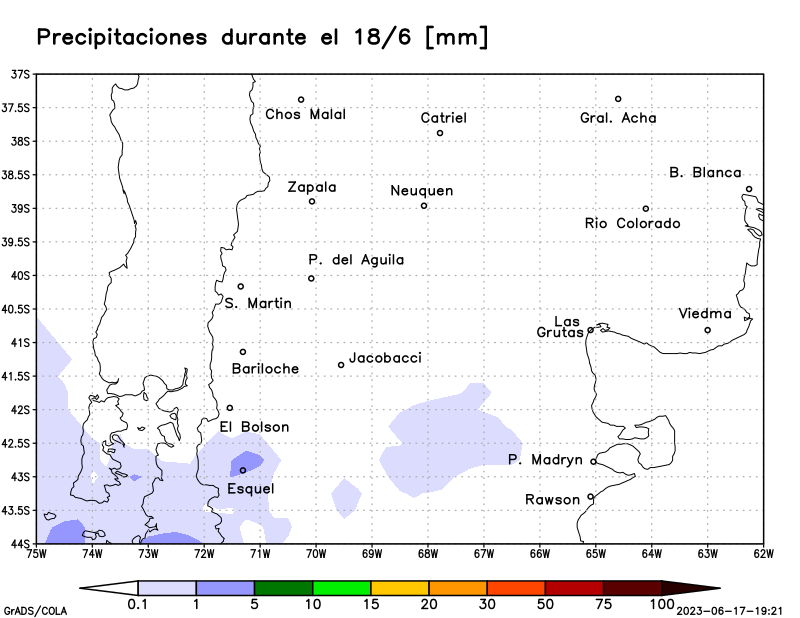 Precipitaciones durante el 18/6 [mm]
37S
37.5S
38S
38.5S
39S
39.5S
40S
40.5S
41S
41.5S
42S
42.5S
43S
43.5S
44S
Chos Malal
Catriel
Gral. Acha
B. Blanca
Zapala
Neuquen
Rio Colorado
P. del Aguila
S. Martin
Viedma
Las
Grutas
Jacobacci
Bariloche
El Bolson
P. Madryn
Esquel
Rawson
75W 74W 73W 72W 71W 70W 69W 68W 67W 66W 65W 64W 63W 62W
0.1 1 5 10 15 20 30 50 75 100
GrADS/COLA
2023-06-17-19:21